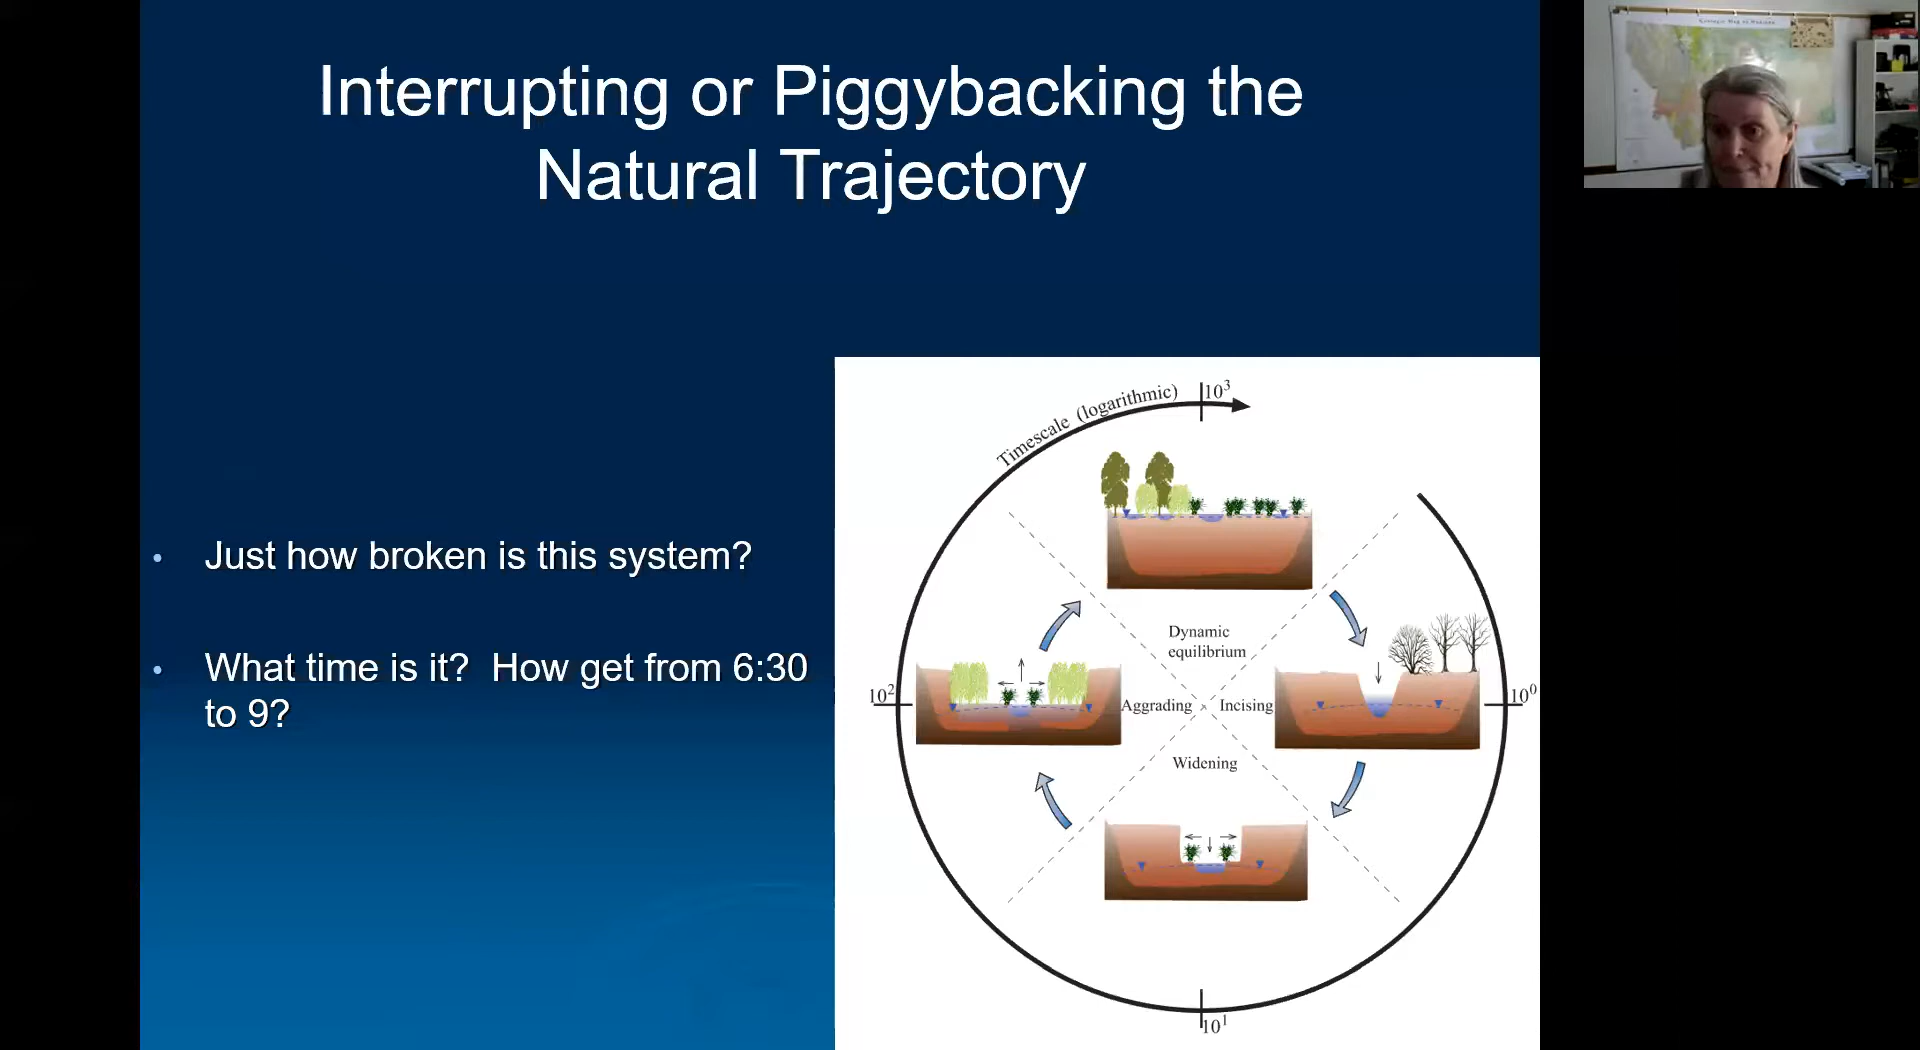 Interrupting or Piggybacking the
Natural Trajectory
• Just how broken is this system?
• What time is it?  How get from 6:30
to 9?
Timescale (logarithmic)
10³
Dynamic
equilibrium
10²
Aggrading
Incising
10⁰
Widening
10¹